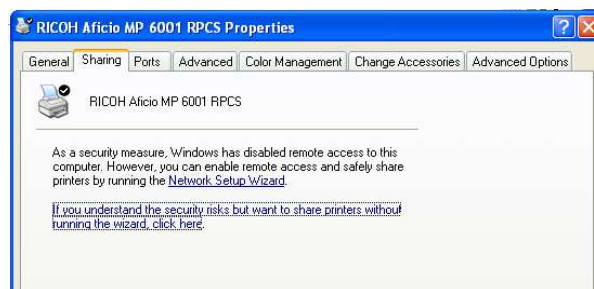 RICOH Aficio MP 6001 RPCS Properties
General Sharing Ports Advanced Color Management Change Accessories Advanced Options
RICOH Aficio MP 6001 RPCS
As a security measure, Windows has disabled remote access to this
computer. However, you can enable remote access and safely share
printers by running the Network Setup Wizard.
If you understand the security risks but want to share printers without
running the wizard, click here.